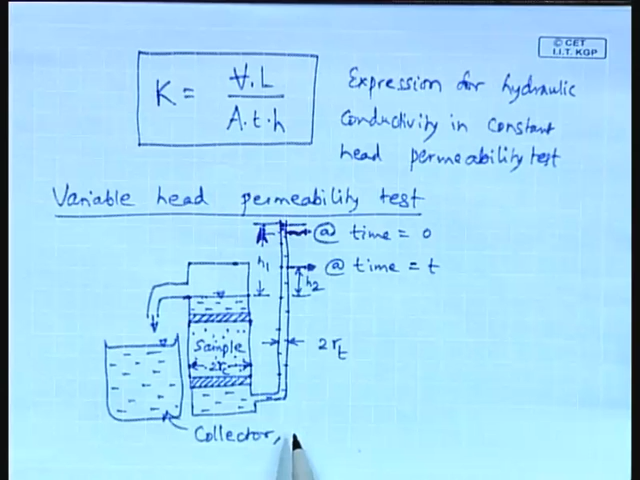 © CET
I.I.T. KGP
K = V.L / A.t.h
Expression for hydraulic
conductivity in constant
head permeability test
Variable head permeability test
@ time = 0
@ time = t
h1
h2
Sample
2rc
2rt
Collector,